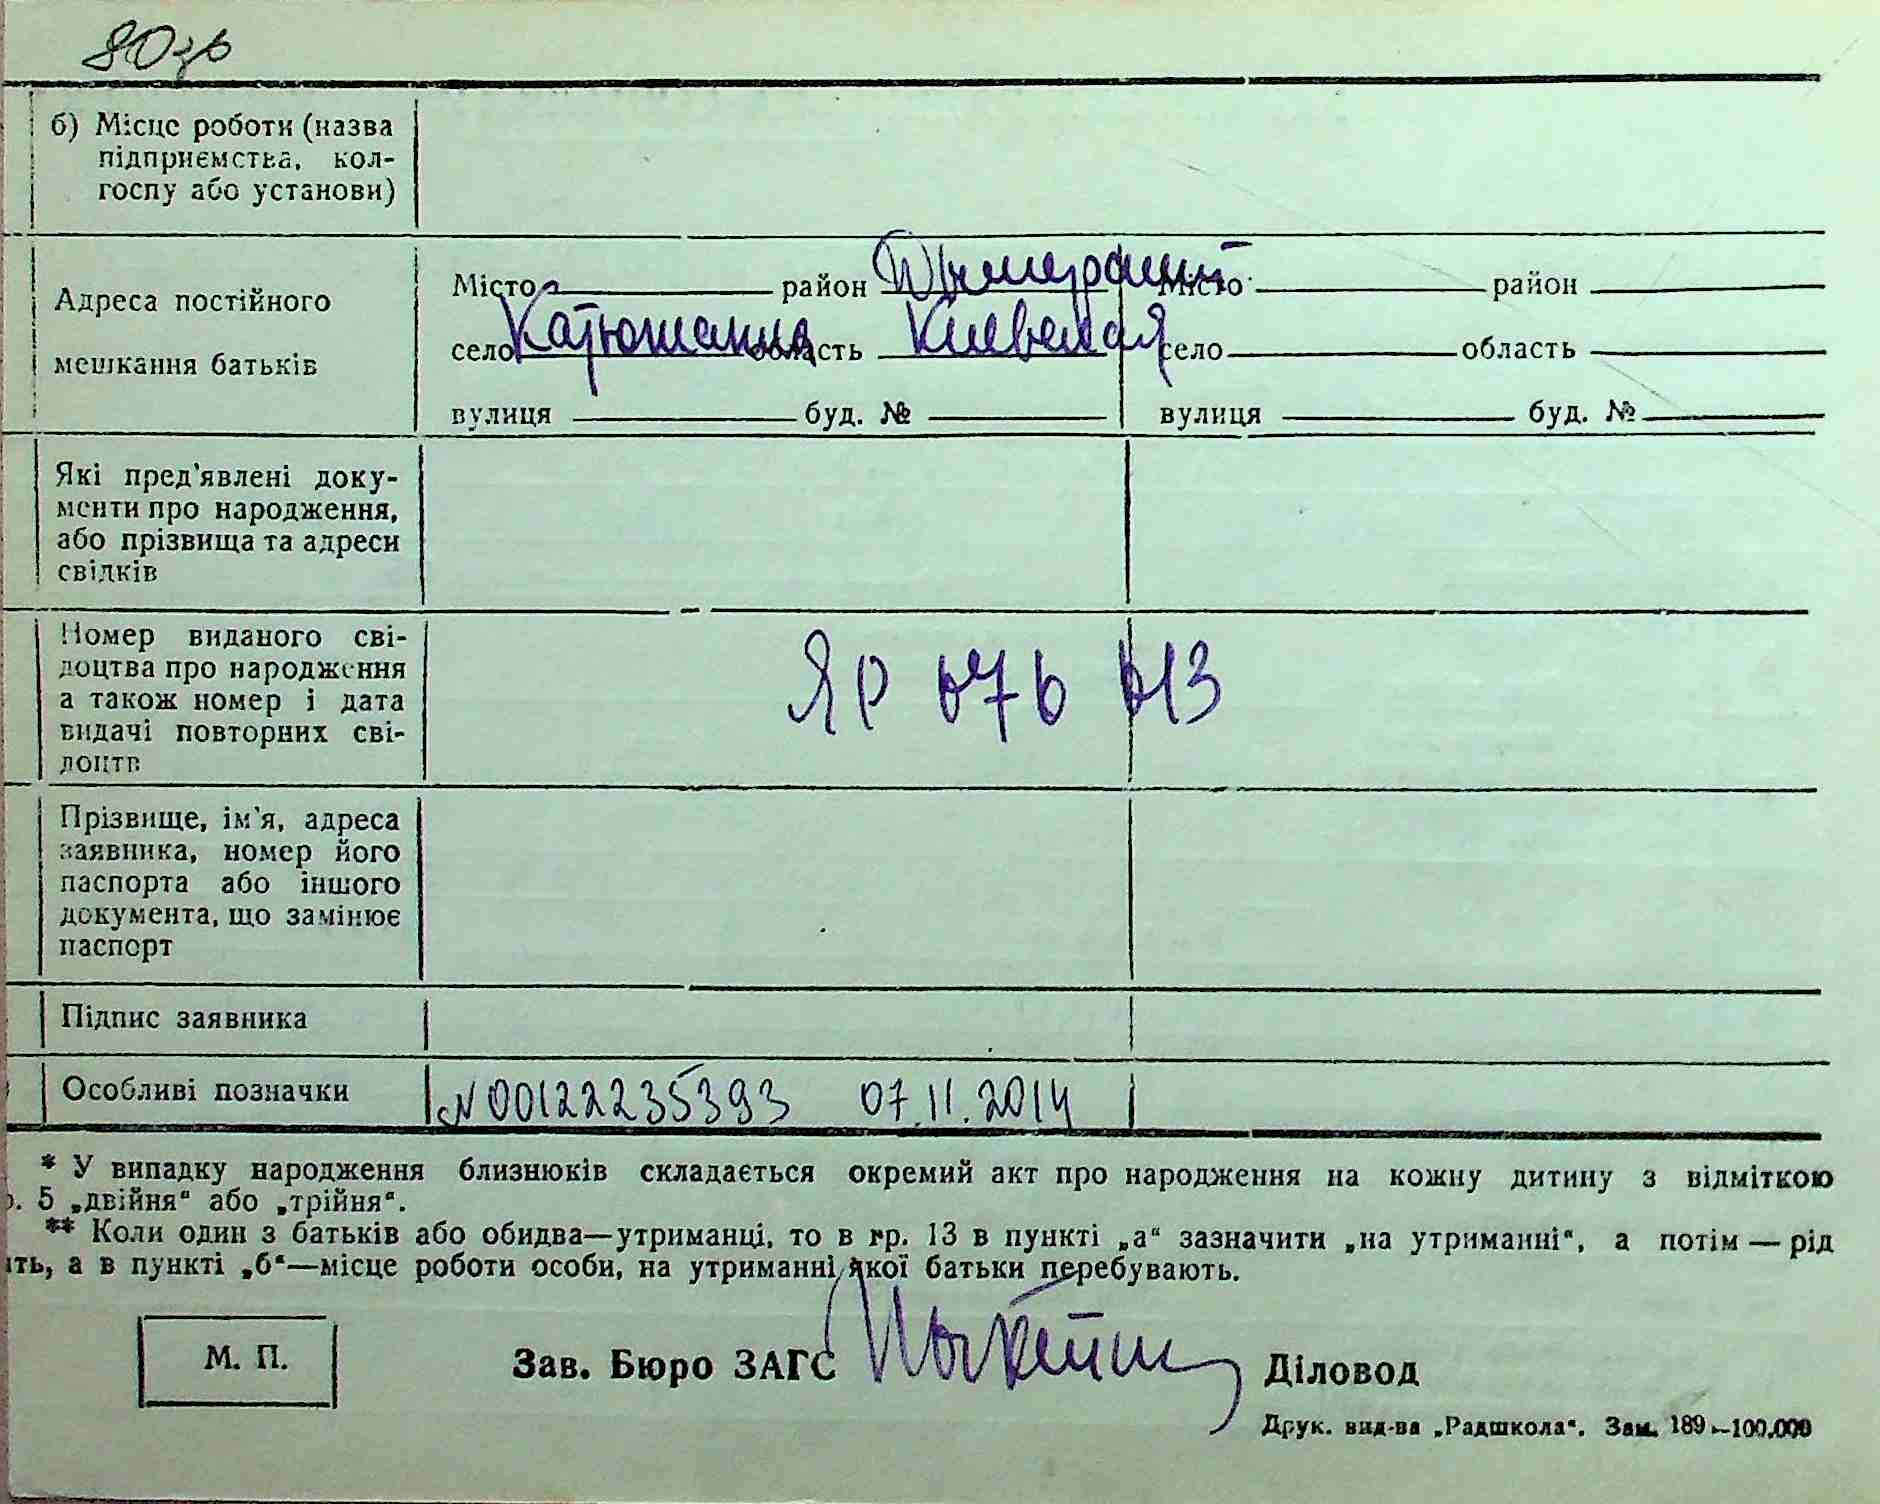 80зв
б) Місце роботи (назва
підприємства, кол-
госпу або установи)
Адреса постійного
мешкання батьків
Місто район Дымерский Місто район
село Катюжанка область Киевская село область
вулиця буд. № вулиця буд. №
Які пред'явлені доку-
менти про народження,
або прізвища та адреси
свідків
Номер виданого сві-
доцтва про народження
а також номер і дата
видачі повторних сві-
доцтв
ЯР 076 013
Прізвище, ім'я, адреса
заявника, номер його
паспорта або іншого
документа, що замінює
паспорт
Підпис заявника
Особливі позначки
N 00122235393 07.11.2014
* У випадку народження близнюків складається окремий акт про народження на кожну дитину з відміткою
р. 5 „двійня“ або „трійня“.
** Коли один з батьків або обидва—утриманці, то в гр. 13 в пункті „а“ зазначити „на утриманні“, а потім — рід
ять, а в пункті „б“—місце роботи особи, на утриманні якої батьки перебувають.
М. П.
Зав. Бюро ЗАГС Діловод
Друк. вид-ва „Радшкола“. Зам. 189—100.000